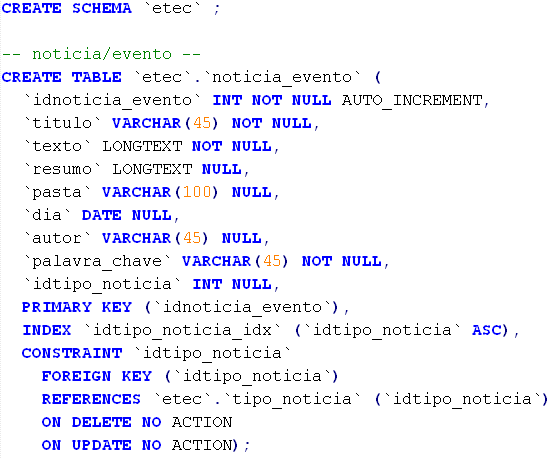 CREATE SCHEMA `etec` ;
-- noticia/evento --
CREATE TABLE `etec`.`noticia_evento` (
`idnoticia_evento` INT NOT NULL AUTO_INCREMENT,
`titulo` VARCHAR(45) NOT NULL,
`texto` LONGTEXT NOT NULL,
`resumo` LONGTEXT NULL,
`pasta` VARCHAR(100) NULL,
`dia` DATE NULL,
`autor` VARCHAR(45) NULL,
`palavra_chave` VARCHAR(45) NOT NULL,
`idtipo_noticia` INT NULL,
PRIMARY KEY (`idnoticia_evento`),
INDEX `idtipo_noticia_idx` (`idtipo_noticia` ASC),
CONSTRAINT `idtipo_noticia`
FOREIGN KEY (`idtipo_noticia`)
REFERENCES `etec`.`tipo_noticia` (`idtipo_noticia`)
ON DELETE NO ACTION
ON UPDATE NO ACTION);